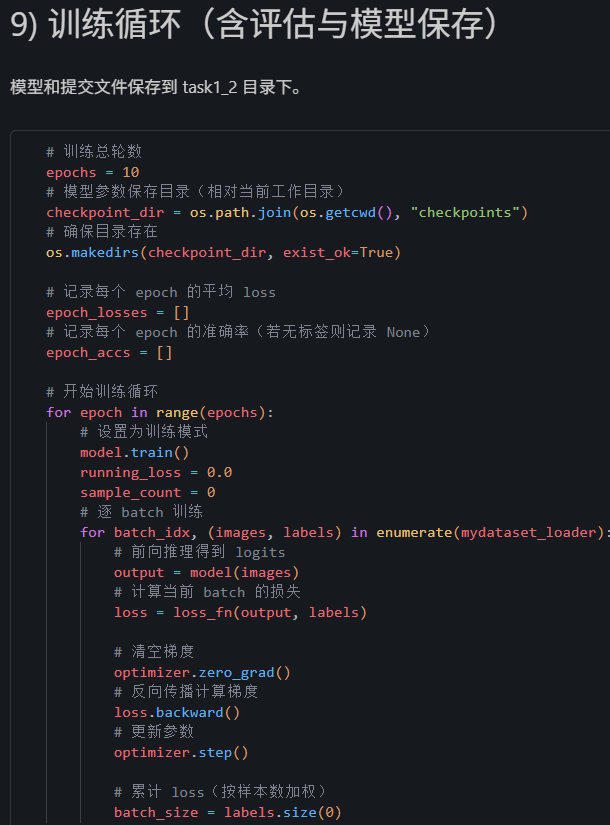 9) 训练循环（含评估与模型保存）
模型和提交文件保存到 task1_2 目录下。
# 训练总轮数
epochs = 10
# 模型参数保存目录（相对当前工作目录）
checkpoint_dir = os.path.join(os.getcwd(), "checkpoints")
# 确保目录存在
os.makedirs(checkpoint_dir, exist_ok=True)
# 记录每个 epoch 的平均 loss
epoch_losses = []
# 记录每个 epoch 的准确率（若无标签则记录 None）
epoch_accs = []
# 开始训练循环
for epoch in range(epochs):
# 设置为训练模式
model.train()
running_loss = 0.0
sample_count = 0
# 逐 batch 训练
for batch_idx, (images, labels) in enumerate(mydataset_loader):
# 前向推理得到 logits
output = model(images)
# 计算当前 batch 的损失
loss = loss_fn(output, labels)
# 清空梯度
optimizer.zero_grad()
# 反向传播计算梯度
loss.backward()
# 更新参数
optimizer.step()
# 累计 loss（按样本数加权）
batch_size = labels.size(0)